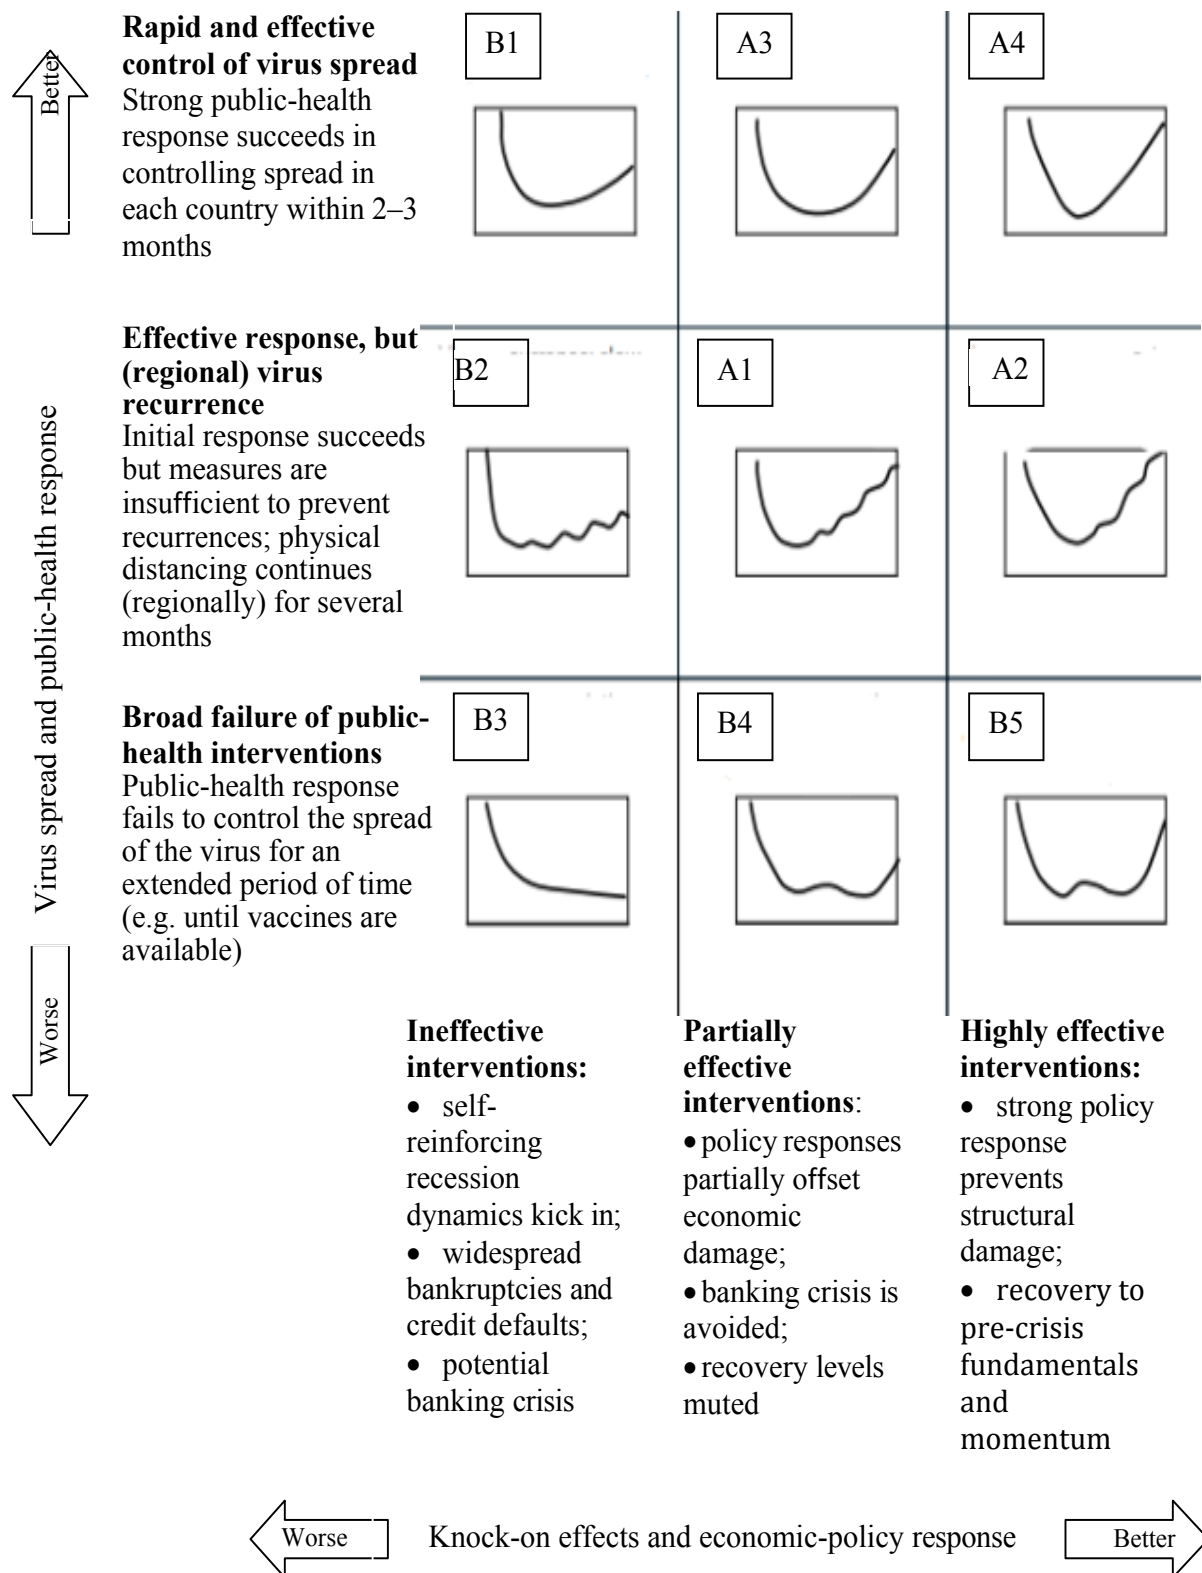 Better
Rapid and effective
control of virus spread
Strong public-health
response succeeds in
controlling spread in
each country within 2–3
months
B1
A3
A4
Virus spread and public-health response
Effective response, but
(regional) virus
recurrence
Initial response succeeds
but measures are
insufficient to prevent
recurrences; physical
distancing continues
(regionally) for several
months
B2
A1
A2
Worse
Broad failure of public-
health interventions
Public-health response
fails to control the spread
of the virus for an
extended period of time
(e.g. until vaccines are
available)
B3
B4
B5
Ineffective
interventions:
• self-
reinforcing
recession
dynamics kick in;
• widespread
bankruptcies and
credit defaults;
• potential
banking crisis
Partially
effective
interventions:
• policy responses
partially offset
economic
damage;
• banking crisis is
avoided;
• recovery levels
muted
Highly effective
interventions:
• strong policy
response
prevents
structural
damage;
• recovery to
pre-crisis
fundamentals
and
momentum
Worse
Knock-on effects and economic-policy response
Better